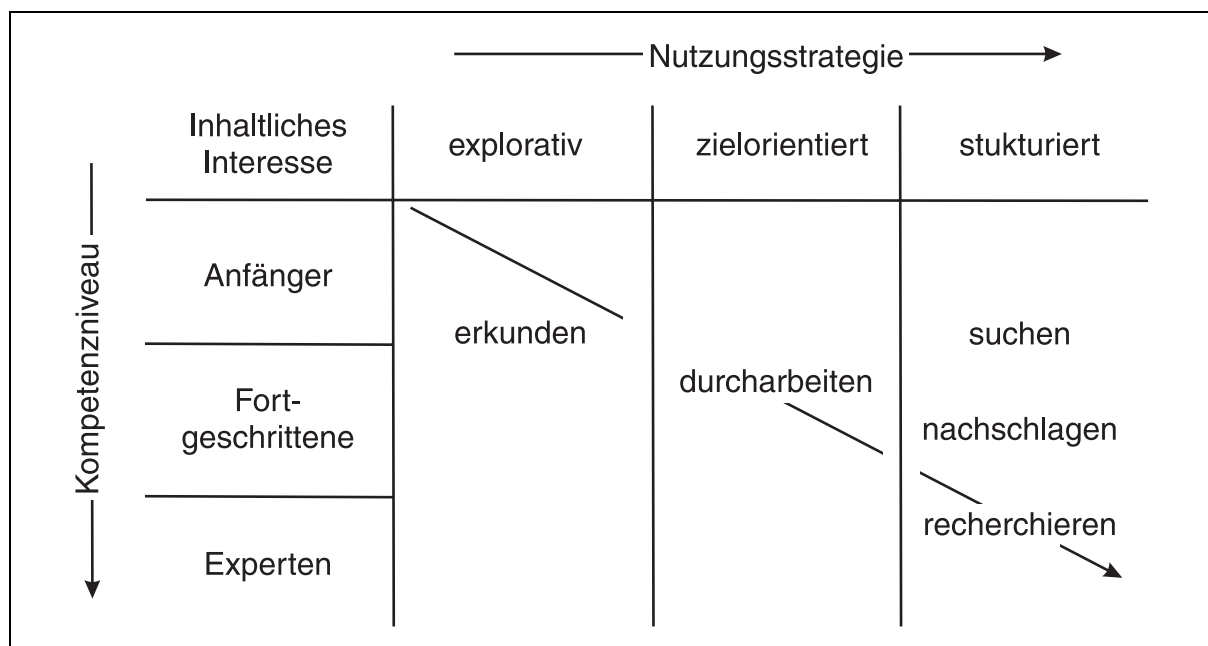 Nutzungsstrategie
Inhaltliches
Interesse
explorativ
zielorientiert
stukturiert
Kompetenzniveau
Anfänger
erkunden
suchen
durcharbeiten
Fort-
geschrittene
nachschlagen
recherchieren
Experten